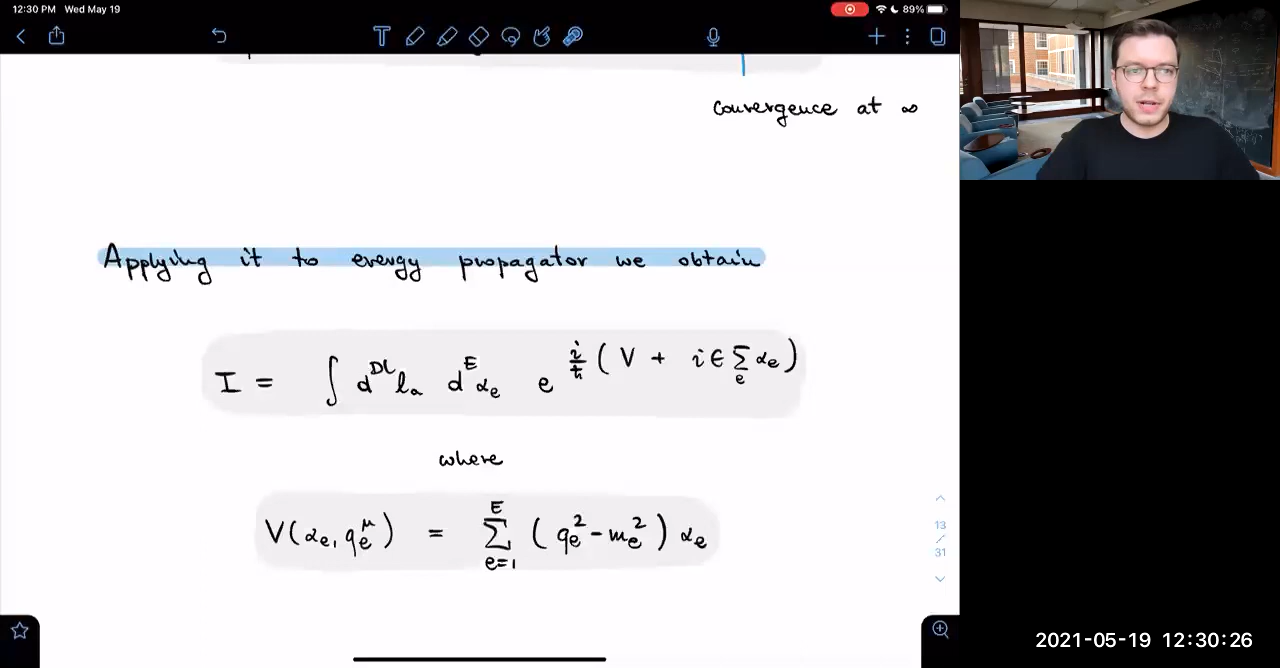 12:30 PM Wed May 19
89%
convergence at ∞
Applying it to every propagator we obtain
I = ∫ d^{DL} l_a d^E α_e e^{i/ħ (V + iε Σ_e α_e)}
where
V(α_e, q_e^μ) = Σ_{e=1}^{E} (q_e^2 - m_e^2) α_e
13
/
31
2021-05-19 12:30:26